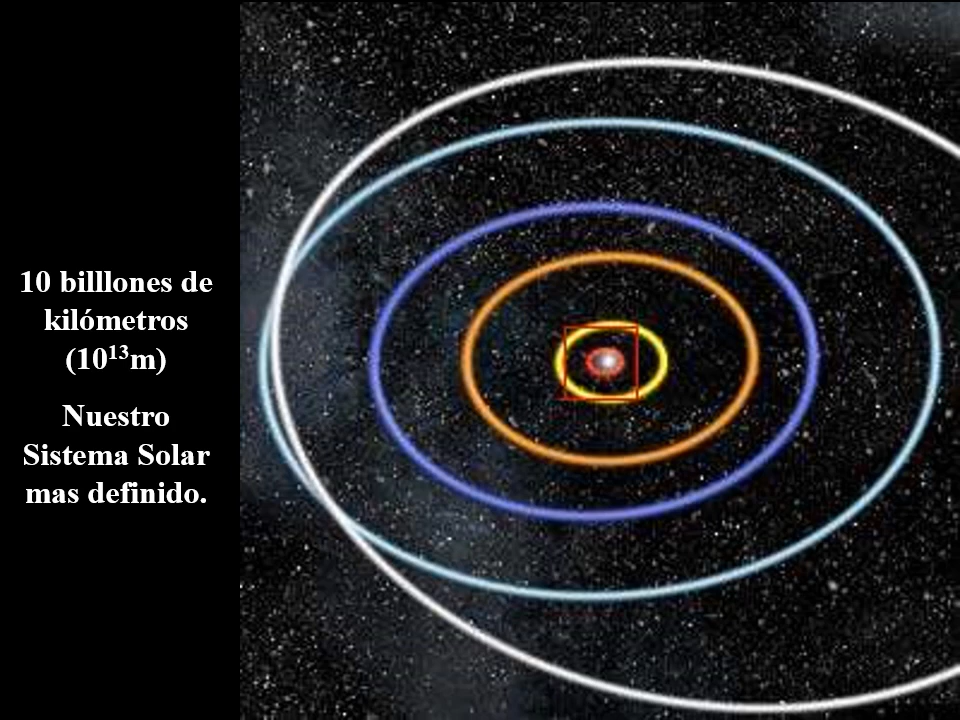 10 billlones de
kilómetros
(10¹³m)
Nuestro
Sistema Solar
mas definido.